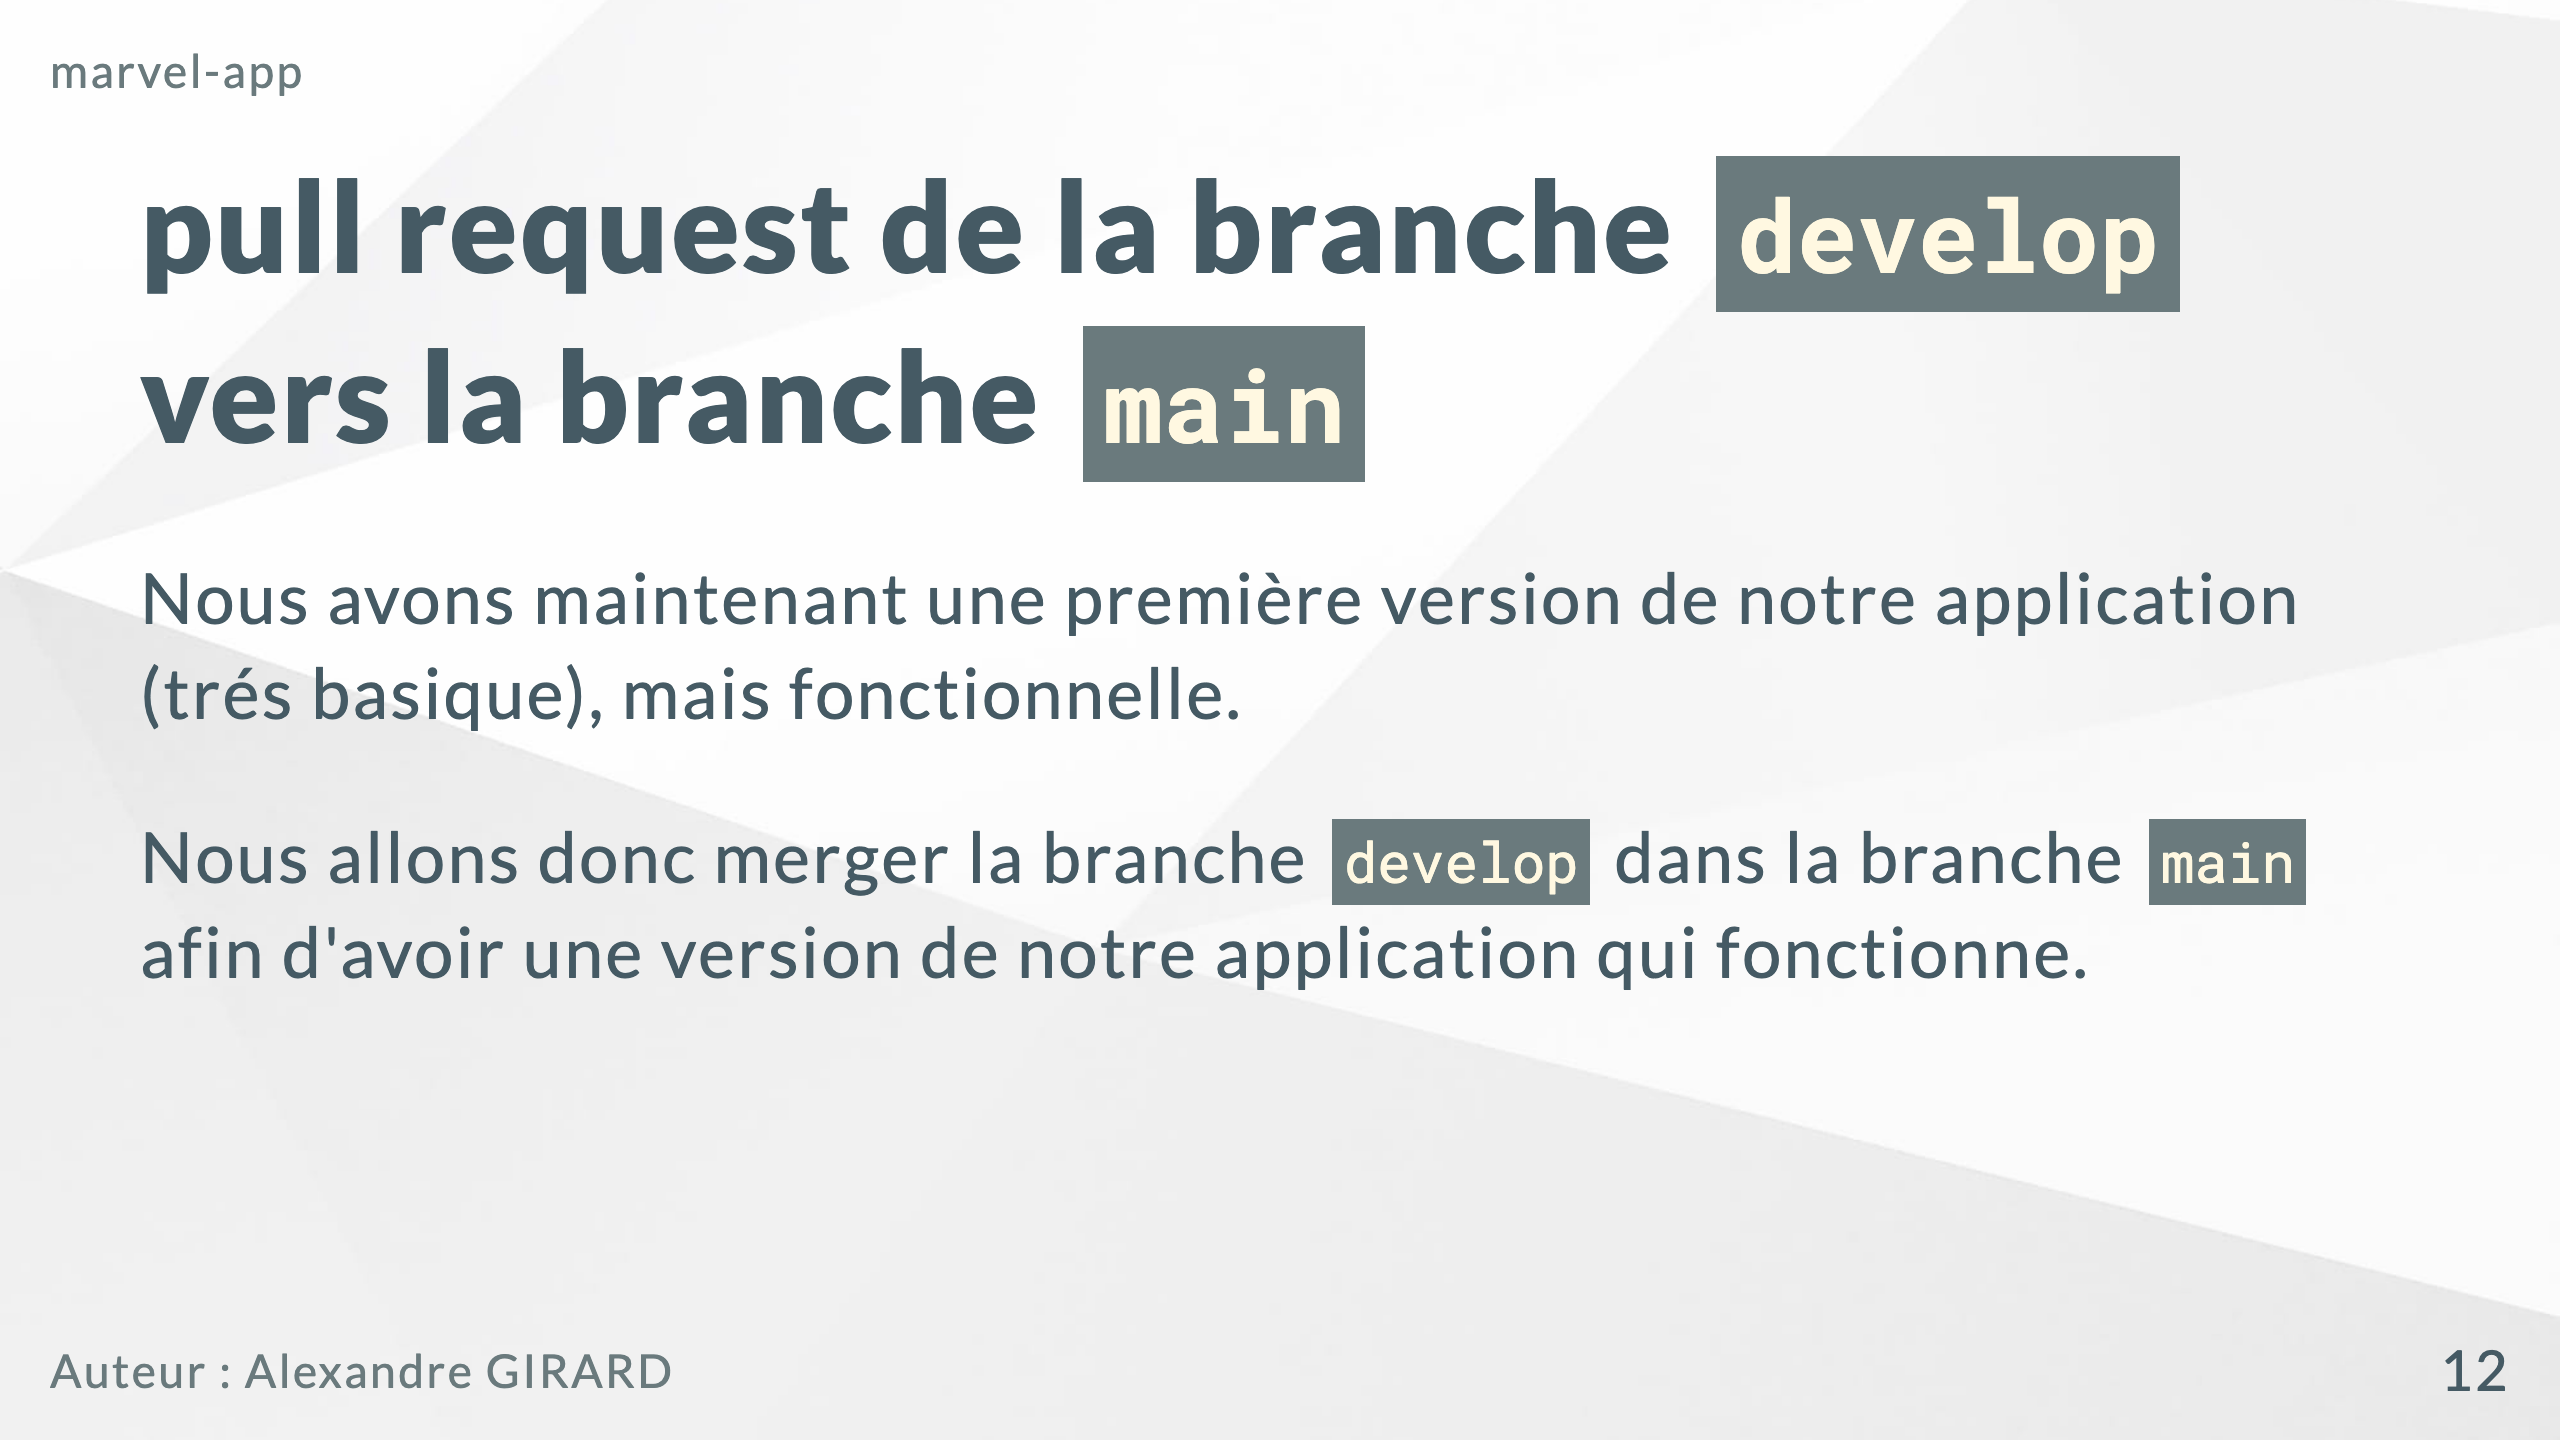 marvel-app
pull request de la branche develop
vers la branche main
Nous avons maintenant une première version de notre application
(trés basique), mais fonctionnelle.
Nous allons donc merger la branche develop dans la branche main
afin d'avoir une version de notre application qui fonctionne.
Auteur : Alexandre GIRARD
12